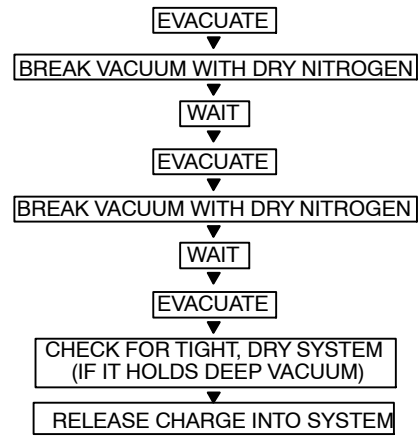 EVACUATE
BREAK VACUUM WITH DRY NITROGEN
WAIT
EVACUATE
BREAK VACUUM WITH DRY NITROGEN
WAIT
EVACUATE
CHECK FOR TIGHT, DRY SYSTEM
(IF IT HOLDS DEEP VACUUM)
RELEASE CHARGE INTO SYSTEM